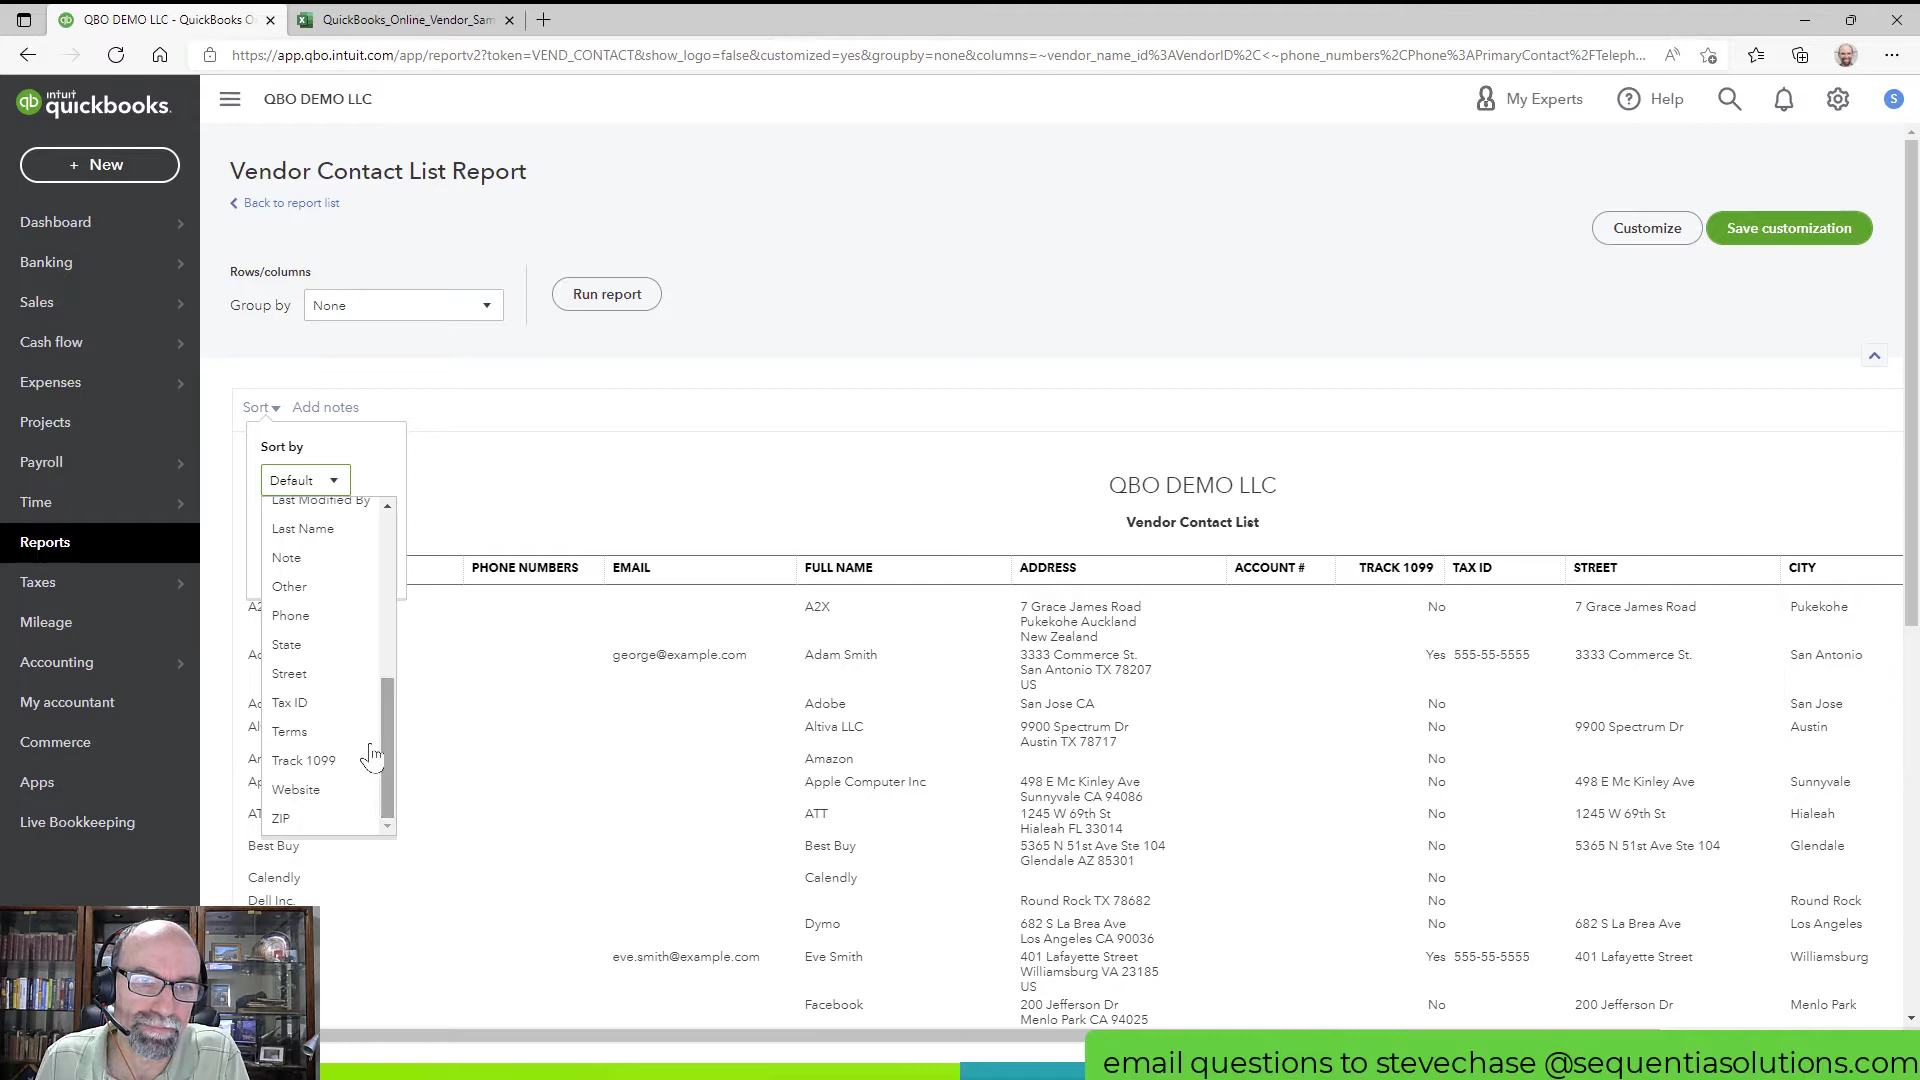 QBO DEMO LLC - QuickBooks O
QuickBooks_Online_Vendor_Sam
https://app.qbo.intuit.com/app/reportv2?token=VEND_CONTACT&show_logo=false&customized=yes&groupby=none&columns=~vendor_name_id%3AVendorID%2C<~phone_numbers%2CPhone%3APrimaryContact%2FTeleph...
intuit
quickbooks.
QBO DEMO LLC
My Experts
Help
S
+ New
Dashboard
Banking
Sales
Cash flow
Expenses
Projects
Payroll
Time
Reports
Taxes
Mileage
Accounting
My accountant
Commerce
Apps
Live Bookkeeping
Vendor Contact List Report
Back to report list
Customize
Save customization
Rows/columns
Group by
None
Run report
Sort
Add notes
Sort by
Default
Last Modified By
Last Name
Note
Other
Phone
State
Street
Tax ID
Terms
Track 1099
Website
ZIP
QBO DEMO LLC
Vendor Contact List
PHONE NUMBERS EMAIL FULL NAME ADDRESS ACCOUNT # TRACK 1099 TAX ID STREET CITY
A2X 7 Grace James Road No 7 Grace James Road Pukekohe
Pukekohe Auckland
New Zealand
george@example.com Adam Smith 3333 Commerce St. Yes 555-55-5555 3333 Commerce St. San Antonio
San Antonio TX 78207
US
Adobe San Jose CA No San Jose
Altiva LLC 9900 Spectrum Dr No 9900 Spectrum Dr Austin
Austin TX 78717
Amazon No
Apple Computer Inc 498 E Mc Kinley Ave No 498 E Mc Kinley Ave Sunnyvale
Sunnyvale CA 94086
ATT 1245 W 69th St No 1245 W 69th St Hialeah
Hialeah FL 33014
Best Buy Best Buy 5365 N 51st Ave Ste 104 No 5365 N 51st Ave Ste 104 Glendale
Glendale AZ 85301
Calendly Calendly No
Dell Inc. Round Rock TX 78682 No Round Rock
Dymo 682 S La Brea Ave No 682 S La Brea Ave Los Angeles
Los Angeles CA 90036
eve.smith@example.com Eve Smith 401 Lafayette Street Yes 555-55-5555 401 Lafayette Street Williamsburg
Williamsburg VA 23185
US
Facebook 200 Jefferson Dr No 200 Jefferson Dr Menlo Park
Menlo Park CA 94025
email questions to stevechase @sequentiasolutions.com